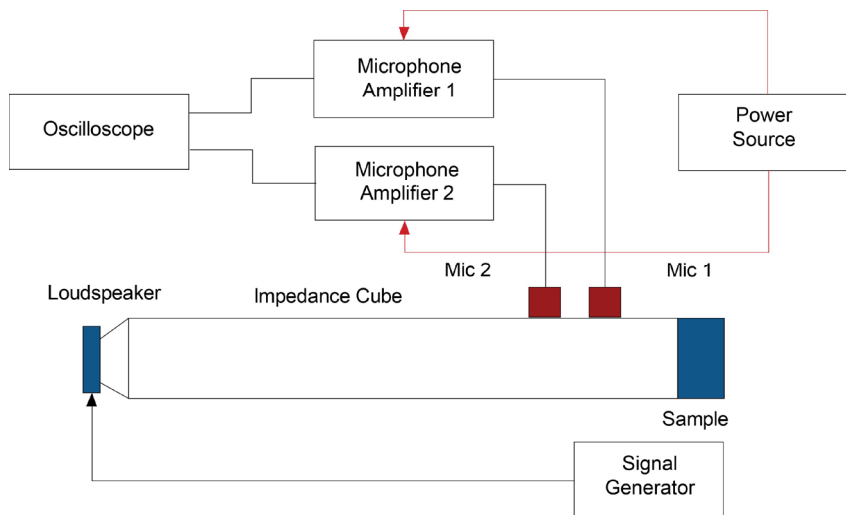 Microphone
Amplifier 1
Oscilloscope
Power
Source
Microphone
Amplifier 2
Mic 2
Mic 1
Loudspeaker
Impedance Cube
Sample
Signal
Generator